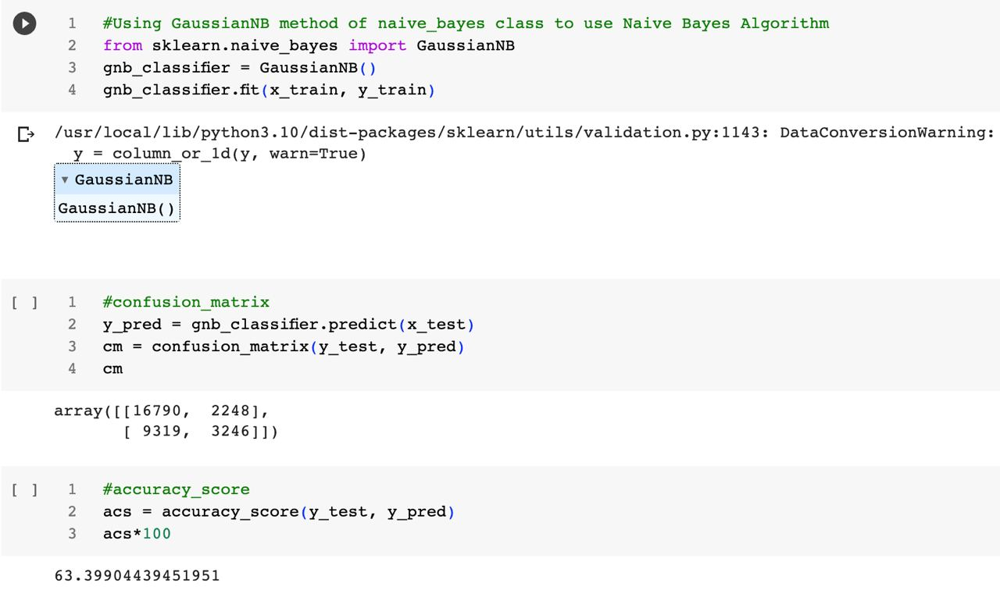 1 #Using GaussianNB method of naive_bayes class to use Naive Bayes Algorithm
2 from sklearn.naive_bayes import GaussianNB
3 gnb_classifier = GaussianNB()
4 gnb_classifier.fit(x_train, y_train)
/usr/local/lib/python3.10/dist-packages/sklearn/utils/validation.py:1143: DataConversionWarning:
  y = column_or_1d(y, warn=True)
▾ GaussianNB
GaussianNB()
[ ] 1 #confusion_matrix
2 y_pred = gnb_classifier.predict(x_test)
3 cm = confusion_matrix(y_test, y_pred)
4 cm
array([[16790,  2248],
       [ 9319,  3246]])
[ ] 1 #accuracy_score
2 acs = accuracy_score(y_test, y_pred)
3 acs*100
63.39904439451951